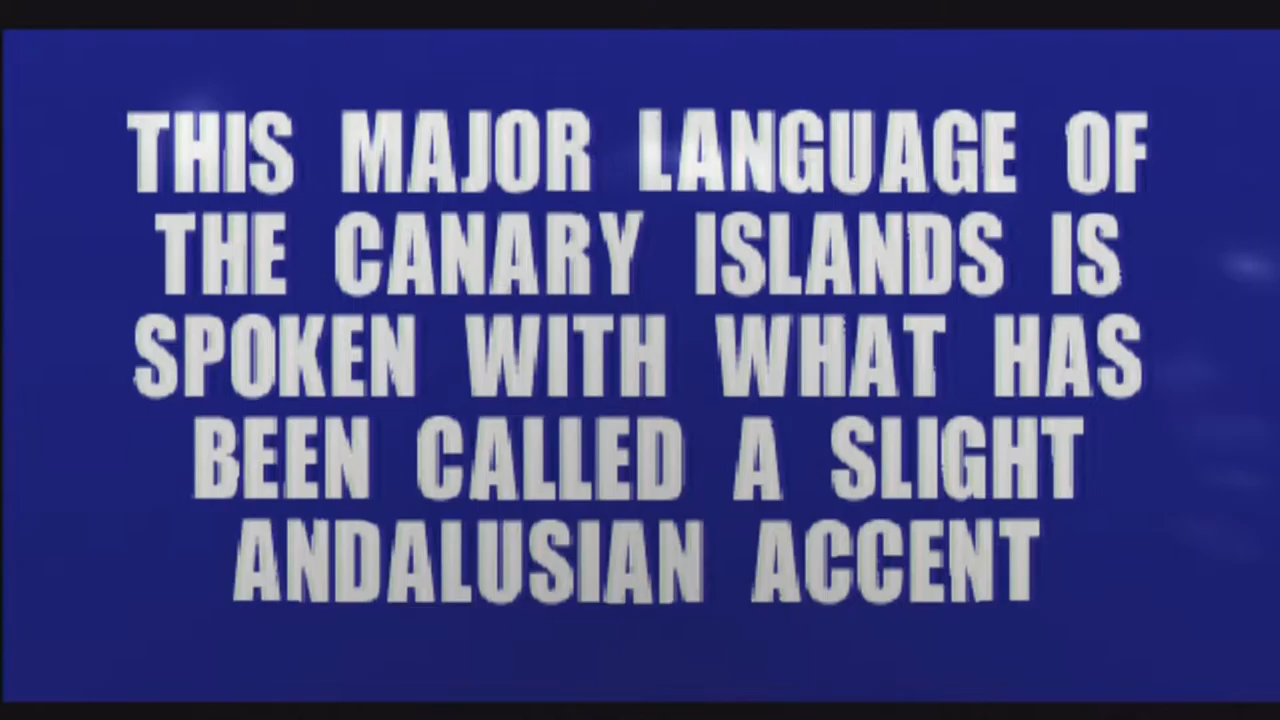 THIS MAJOR LANGUAGE OF
THE CANARY ISLANDS IS
SPOKEN WITH WHAT HAS
BEEN CALLED A SLIGHT
ANDALUSIAN ACCENT